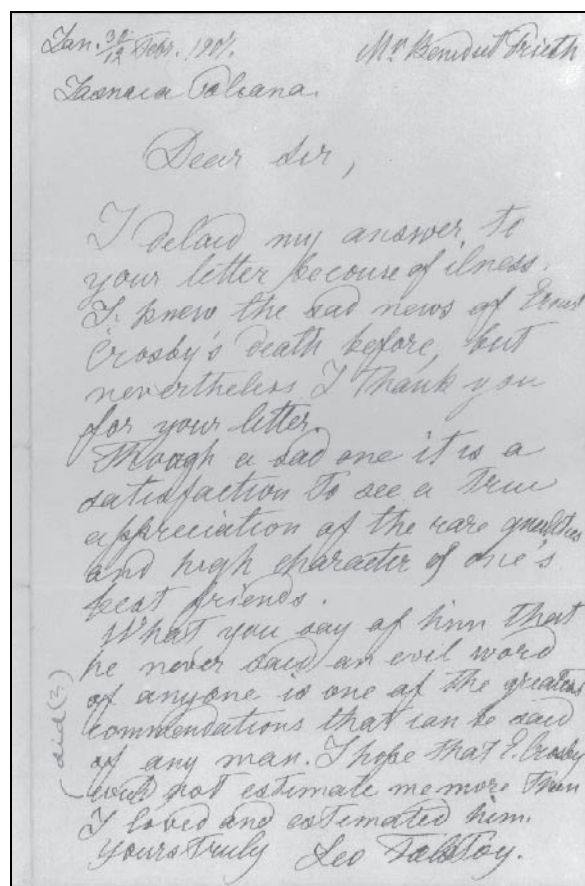 Jan. 30/12 Febr. 1907. Mr Benedict Prieth
Jasnaia Poliana.
Dear Sir,
I delaid my answer to
your letter becouse of ilness.
I knew the sad news of Ernest
Crosby's death before, but
nevertheless I thank you
for your letter.
Though a sad one it is a
satisfaction to see a true
appreciation of the rare qualities
and high character of one's
best friends.
What you say of him that
he never said an evil word
of anyone is one of the greatest
commendations that can be said
of any man. I hope that E. Crosby
not estimate me more then
I loved and estimated him.
Yours truly Leo Tolstoy.
did(?)